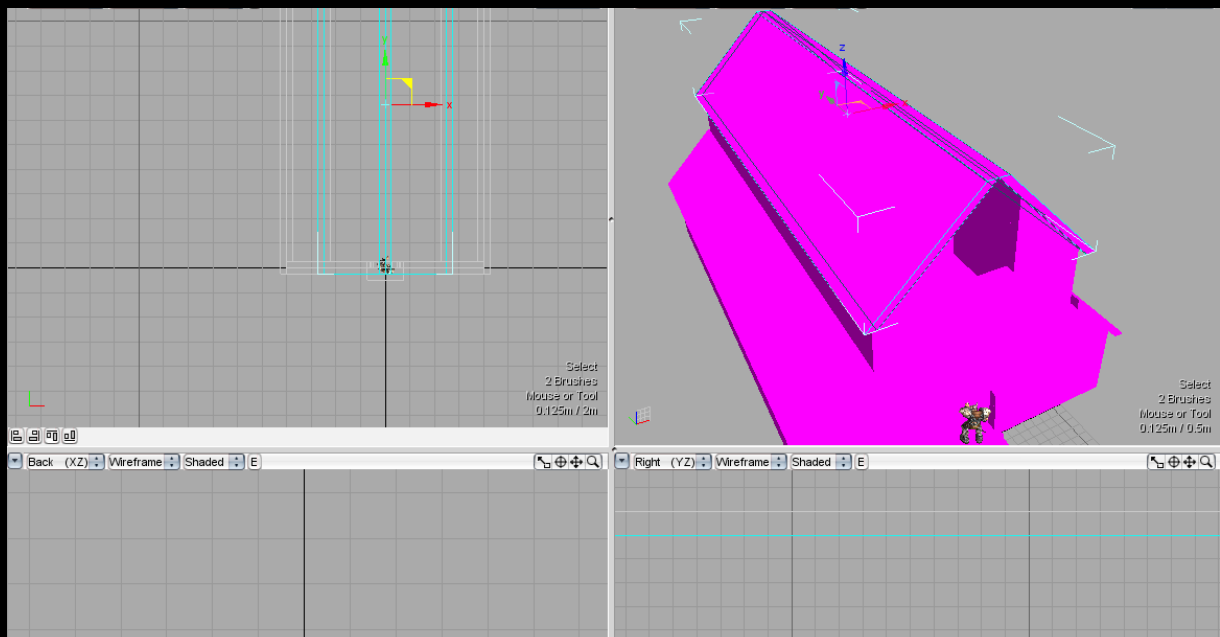 Y
x
z
y
x
Select
2 Brushes
Mouse or Tool
0.125m / 2m
Select
2 Brushes
Mouse or Tool
0.125m / 0.5m
Back (XZ) Wireframe Shaded E
Right (YZ) Wireframe Shaded E